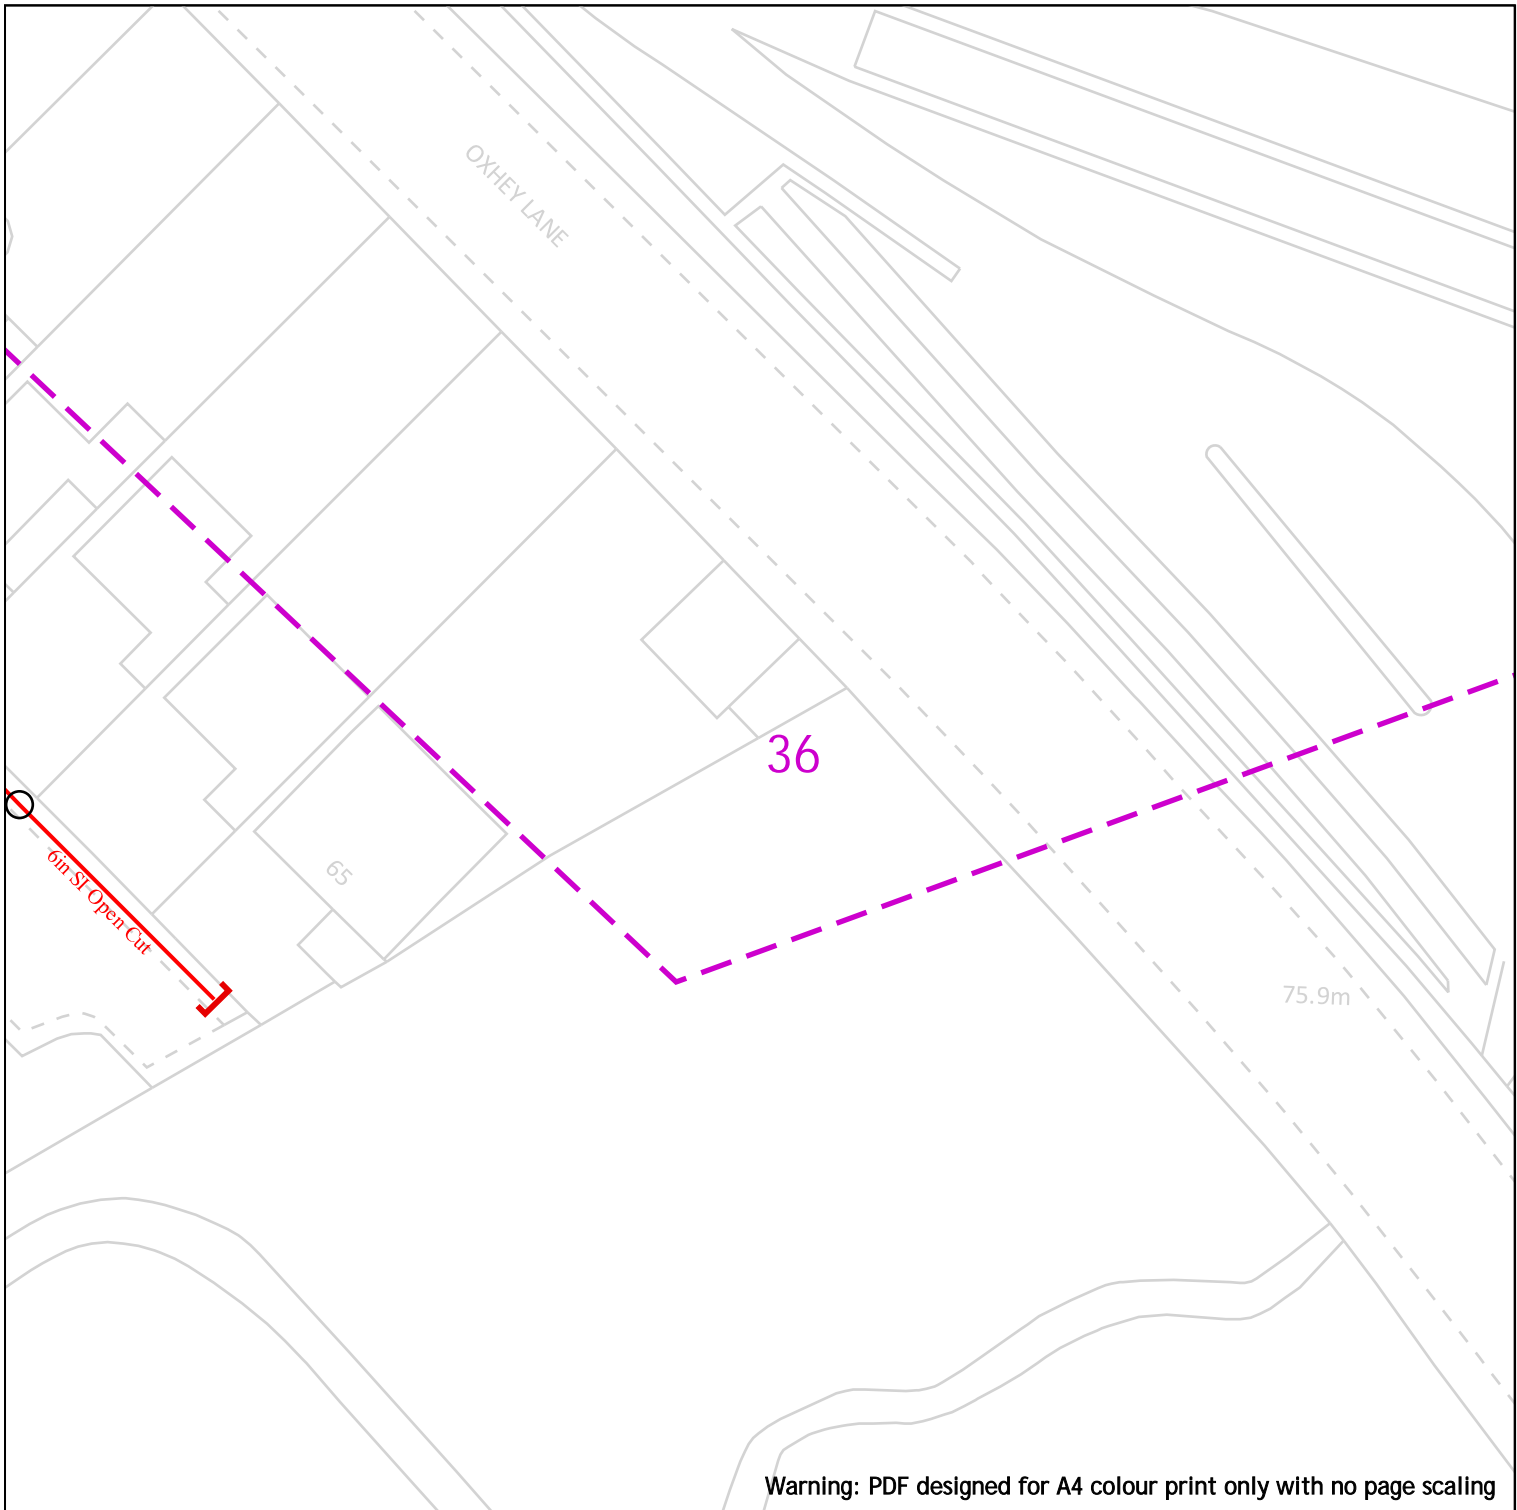 OXHEY LANE
36
6in SI Open Cut
65
75.9m
Warning: PDF designed for A4 colour print only with no page scaling